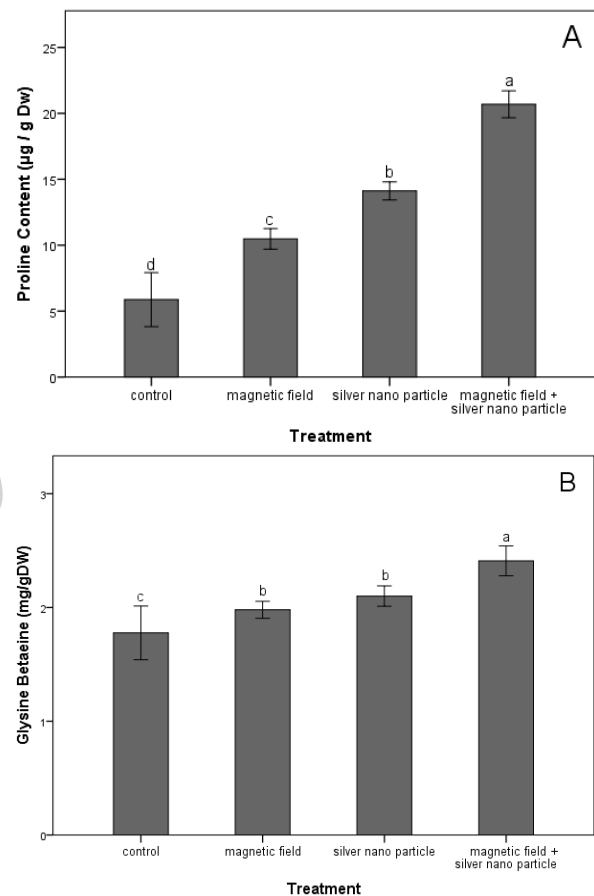 A
Proline Content (µg / g Dw)
25
20
15
10
5
0
d
c
b
a
control
magnetic field
silver nano particle
magnetic field +
silver nano particle
Treatment
B
Glysine Betaeine (mg/gDW)
3
2
1
0
c
b
b
a
control
magnetic field
silver nano particle
magnetic field +
silver nano particle
Treatment